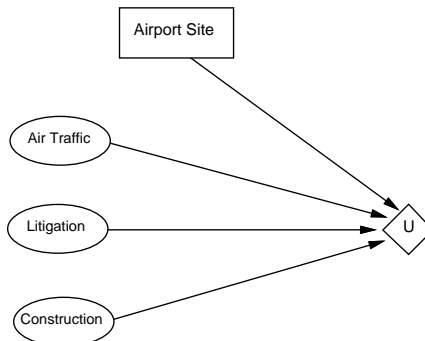 Airport Site
Air Traffic
Litigation
U
Construction